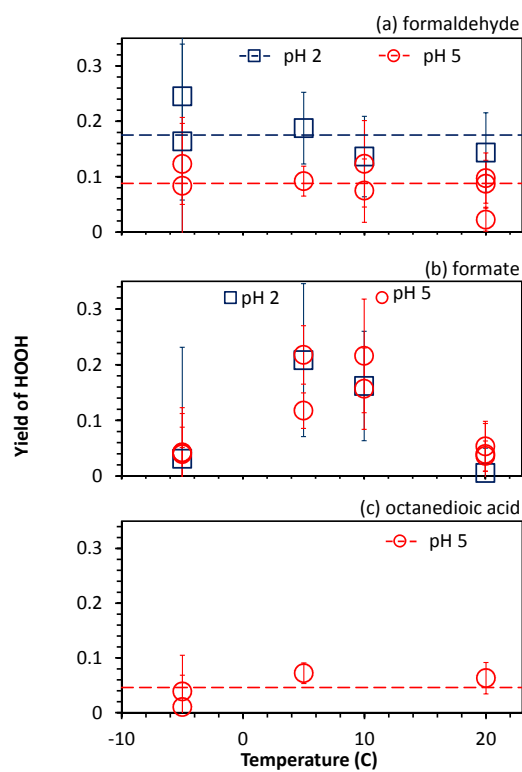 (a) formaldehyde
pH 2
pH 5
0.3
0.2
0.1
0
(b) formate
pH 2
pH 5
0.3
0.2
0.1
0
Yield of HOOH
(c) octanedioic acid
pH 5
0.3
0.2
0.1
0
-10
0
10
20
Temperature (C)